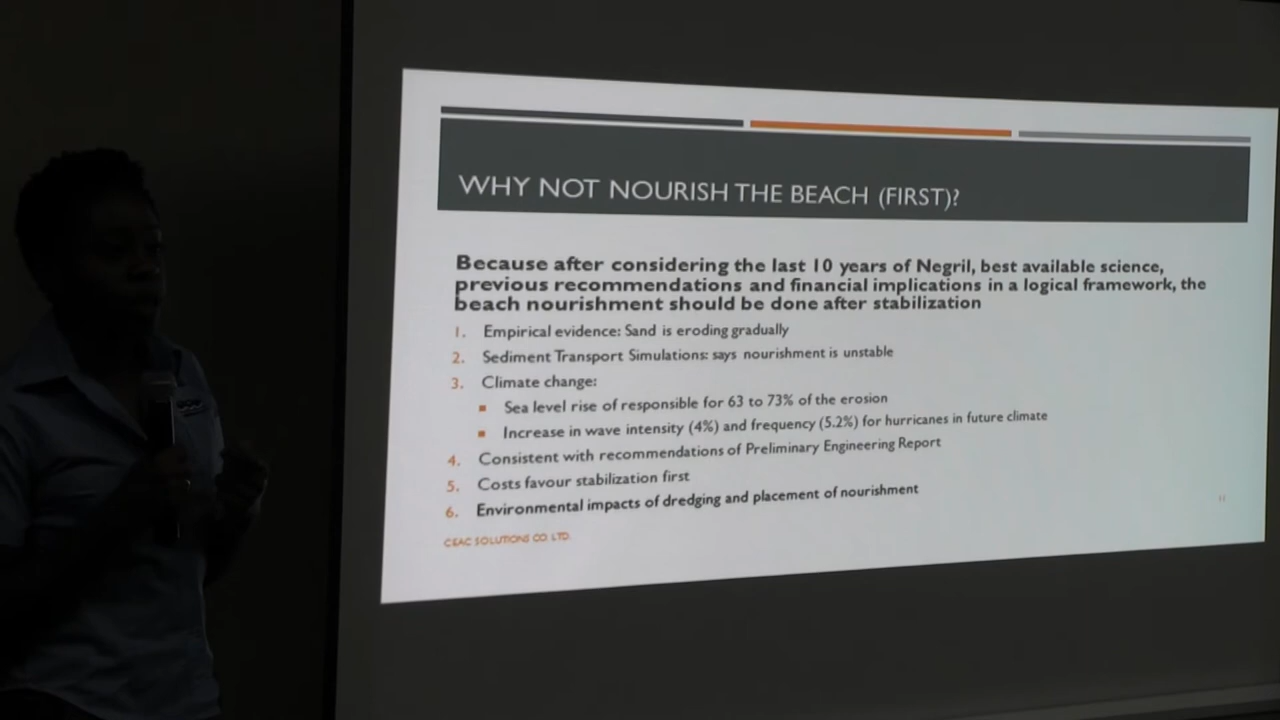 WHY NOT NOURISH THE BEACH (FIRST)?
Because after considering the last 10 years of Negril, best available science,
previous recommendations and financial implications in a logical framework, the
beach nourishment should be done after stabilization
1. Empirical evidence: Sand is eroding gradually
2. Sediment Transport Simulations: says nourishment is unstable
3. Climate change:
▪ Sea level rise of responsible for 63 to 73% of the erosion
▪ Increase in wave intensity (4%) and frequency (5.2%) for hurricanes in future climate
4. Consistent with recommendations of Preliminary Engineering Report
5. Costs favour stabilization first
6. Environmental impacts of dredging and placement of nourishment
CEAC SOLUTIONS CO LTD.